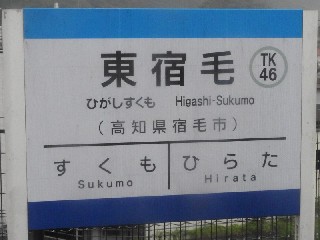 東宿毛
TK
46
ひがしすくも Higashi-Sukumo
(高知県宿毛市)
すくも ひらた
Sukumo Hirata